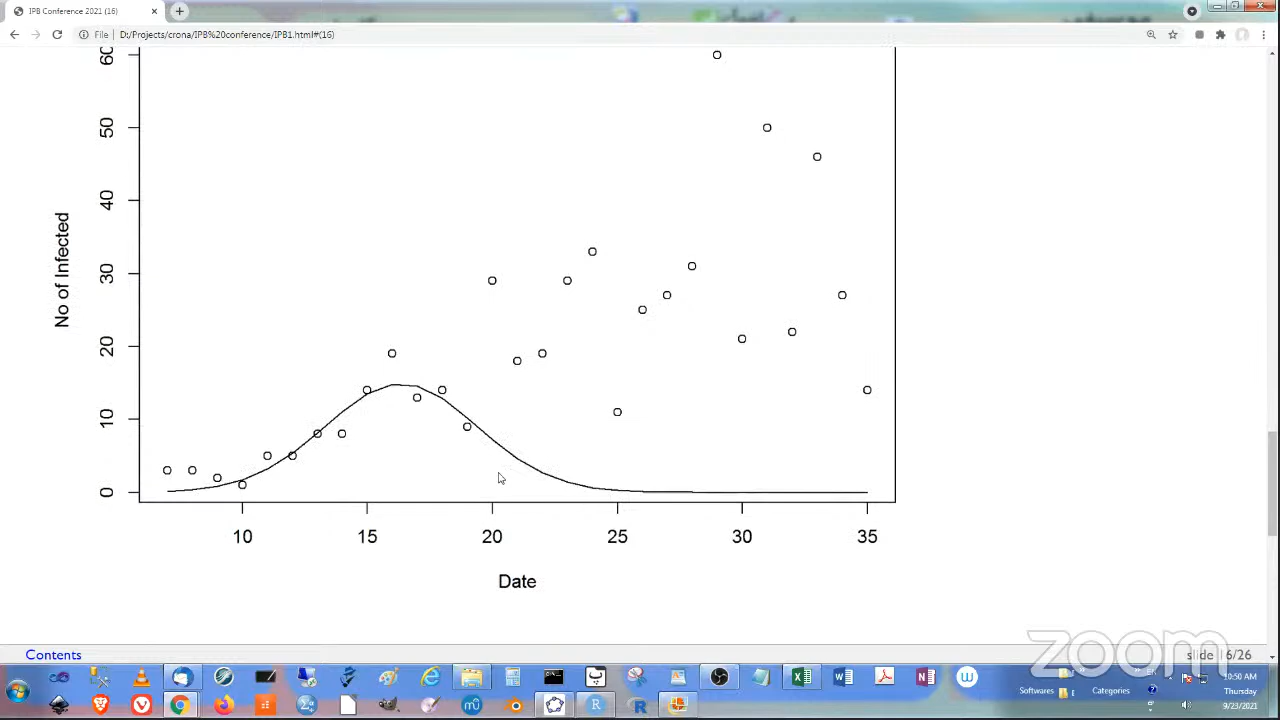 IPB Conference 2021 (16)
File D:/Projects/crona/IPB%20conference/IPB1.html#(16)
60
50
40
30
20
10
0
No of Infected
10 15 20 25 30 35
Date
Contents
slide 16/26
zoom
Softwares
Categories
10:50 AM
Thursday
9/23/2021